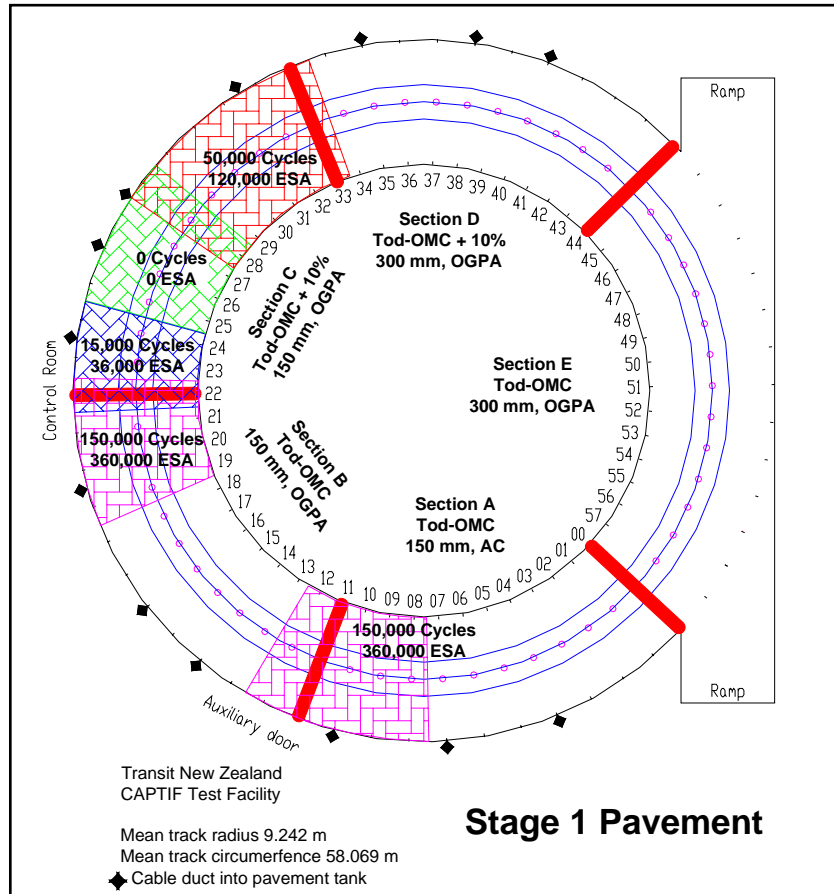 Ramp
50,000 Cycles
120,000 ESA
0 Cycles
0 ESA
15,000 Cycles
36,000 ESA
Control Room
150,000 Cycles
360,000 ESA
Section D
Tod-OMC + 10%
300 mm, OGPA
Section C
Tod-OMC + 10%
150 mm, OGPA
Section E
Tod-OMC
300 mm, OGPA
Section B
Tod-OMC
150 mm, OGPA
Section A
Tod-OMC
150 mm, AC
00
01
02
03
04
05
06
07
08
09
10
11
12
13
14
15
16
17
18
19
20
21
22
23
24
25
26
27
28
29
30
31
32
33
34
35
36
37
38
39
40
41
42
43
44
45
46
47
48
49
50
51
52
53
54
55
56
57
150,000 Cycles
360,000 ESA
Ramp
Auxiliary door
Transit New Zealand
CAPTIF Test Facility
Mean track radius 9.242 m
Mean track circumerfence 58.069 m
Cable duct into pavement tank
Stage 1 Pavement